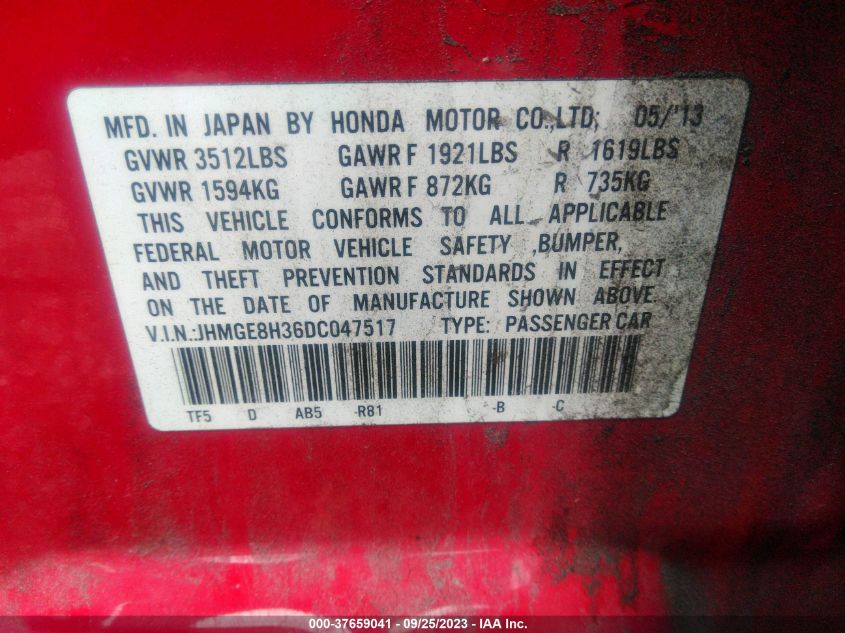 MFD. IN JAPAN BY HONDA MOTOR CO.,LTD; 05/'13
GVWR 3512LBS GAWR F 1921LBS R 1619LBS
GVWR 1594KG GAWR F 872KG R 735KG
THIS VEHICLE CONFORMS TO ALL APPLICABLE
FEDERAL MOTOR VEHICLE SAFETY ,BUMPER,
AND THEFT PREVENTION STANDARDS IN EFFECT
ON THE DATE OF MANUFACTURE SHOWN ABOVE.
V.I.N.:JHMGE8H36DC047517 TYPE: PASSENGER CAR
TF5 D AB5 -R81 -B -C
000-37659041 - 09/25/2023 - IAA Inc.